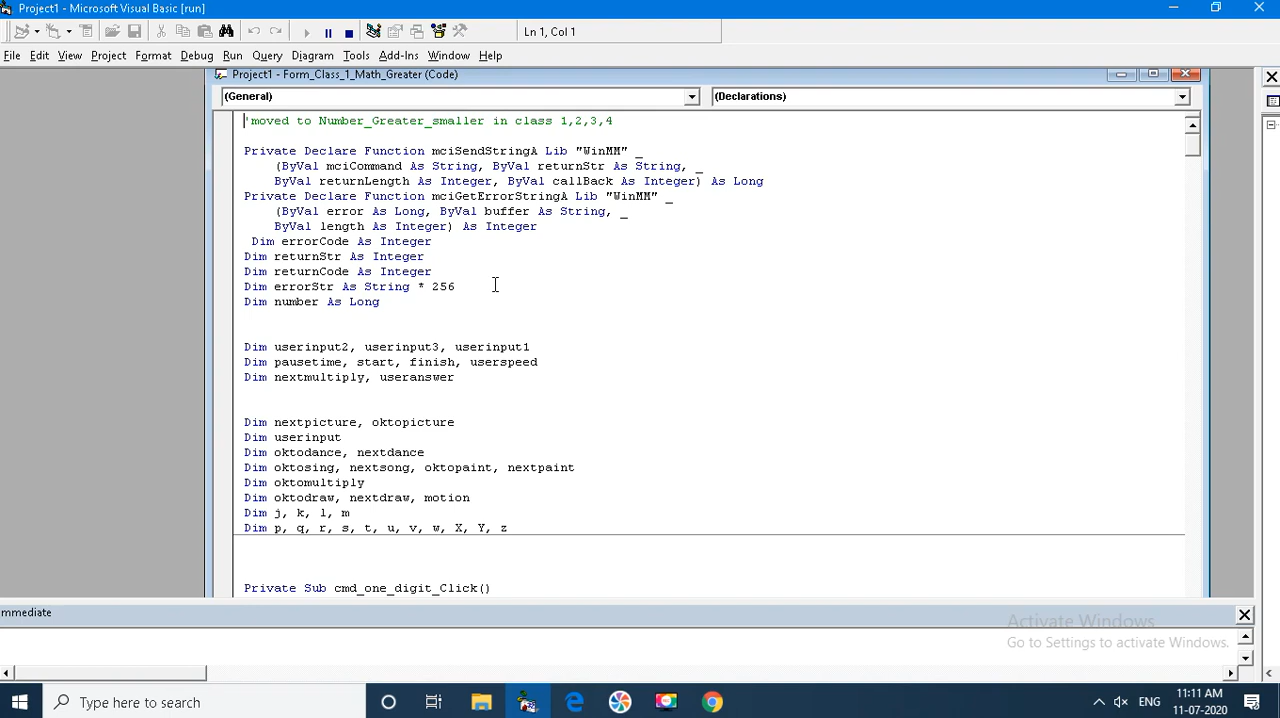 Project1 - Microsoft Visual Basic [run]
Ln 1, Col 1
File Edit View Project Format Debug Run Query Diagram Tools Add-Ins Window Help
Project1 - Form_Class_1_Math_Greater (Code)
(General) (Declarations)
'moved to Number_Greater_smaller in class 1,2,3,4
Private Declare Function mciSendStringA Lib "WinMM" _
(ByVal mciCommand As String, ByVal returnStr As String, _
ByVal returnLength As Integer, ByVal callBack As Integer) As Long
Private Declare Function mciGetErrorStringA Lib "WinMM" _
(ByVal error As Long, ByVal buffer As String, _
ByVal length As Integer) As Integer
Dim errorCode As Integer
Dim returnStr As Integer
Dim returnCode As Integer
Dim errorStr As String * 256
Dim number As Long
Dim userinput2, userinput3, userinput1
Dim pausetime, start, finish, userspeed
Dim nextmultiply, useranswer
Dim nextpicture, oktopicture
Dim userinput
Dim oktodance, nextdance
Dim oktosing, nextsong, oktopaint, nextpaint
Dim oktomultiply
Dim oktodraw, nextdraw, motion
Dim j, k, l, m
Dim p, q, r, s, t, u, v, w, X, Y, z
Private Sub cmd_one_digit_Click()
mmediate
Activate Windows
Go to Settings to activate Windows.
Type here to search
ENG
11:11 AM
11-07-2020